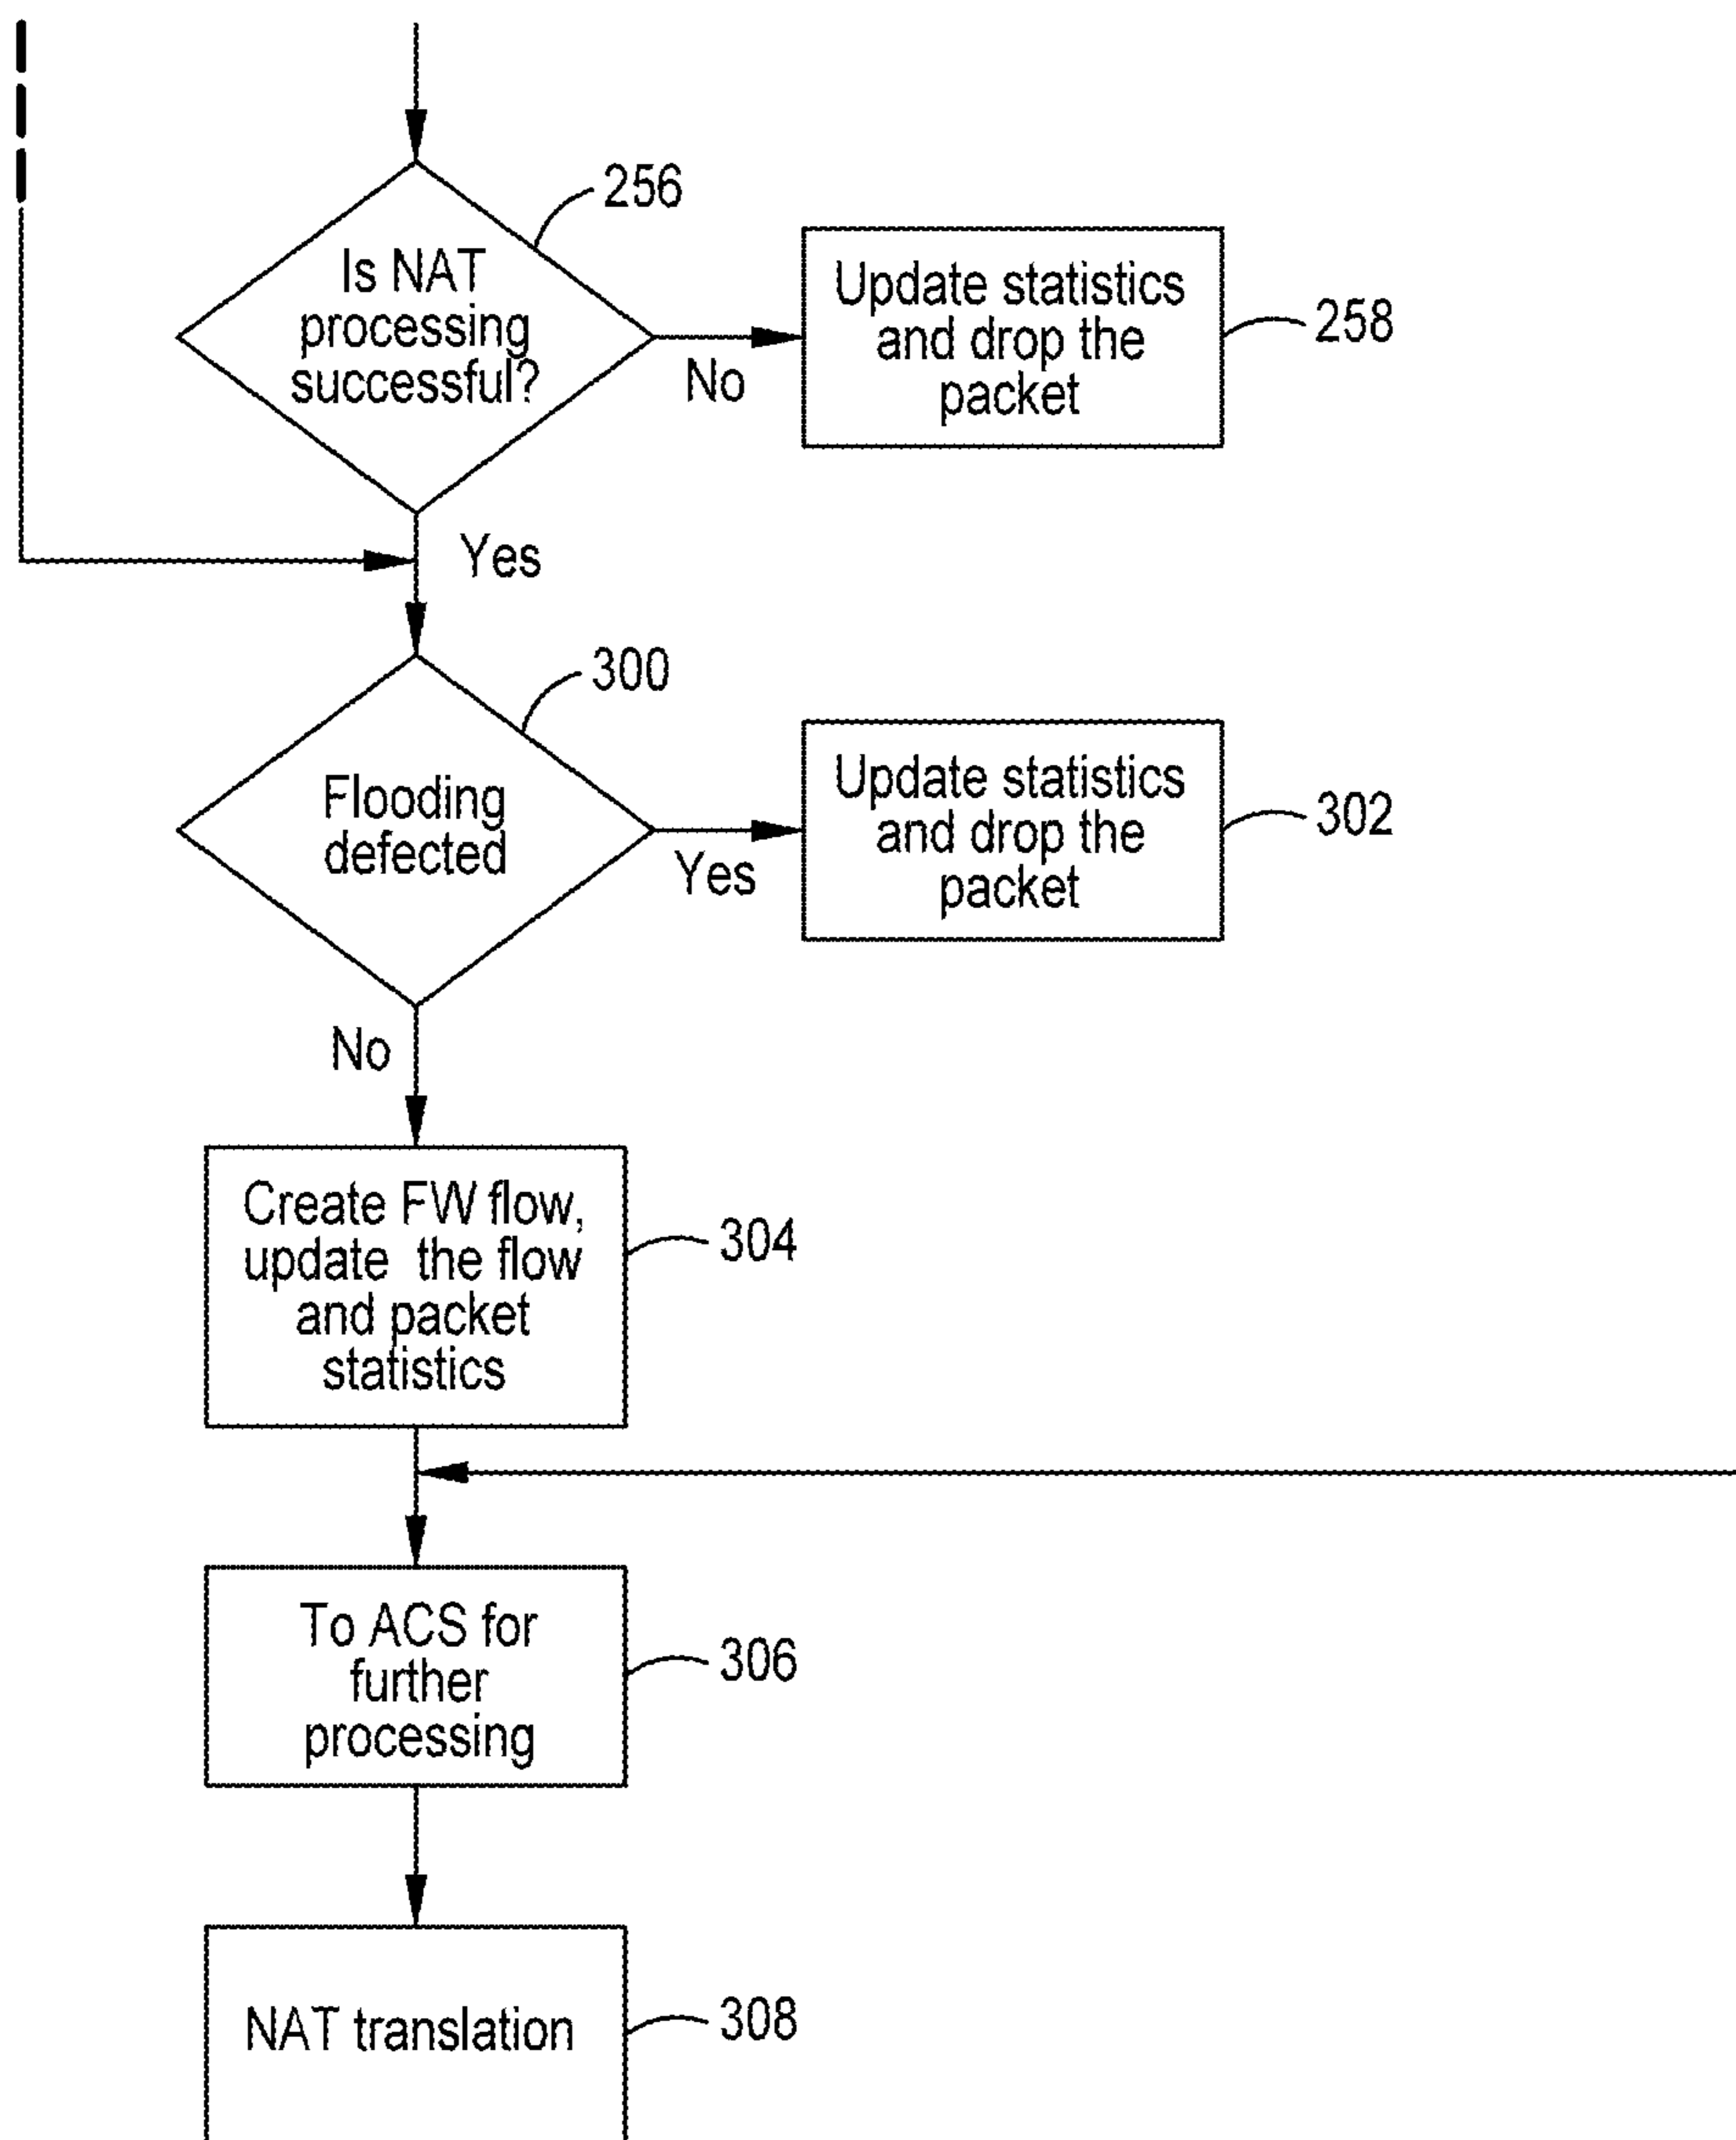 256
Is NAT
processing
successful?
No
Update statistics
and drop the
packet
258
Yes
300
Flooding
defected
Yes
Update statistics
and drop the
packet
302
No
Create FW flow,
update the flow
and packet
statistics
304
To ACS for
further
processing
306
NAT translation
308